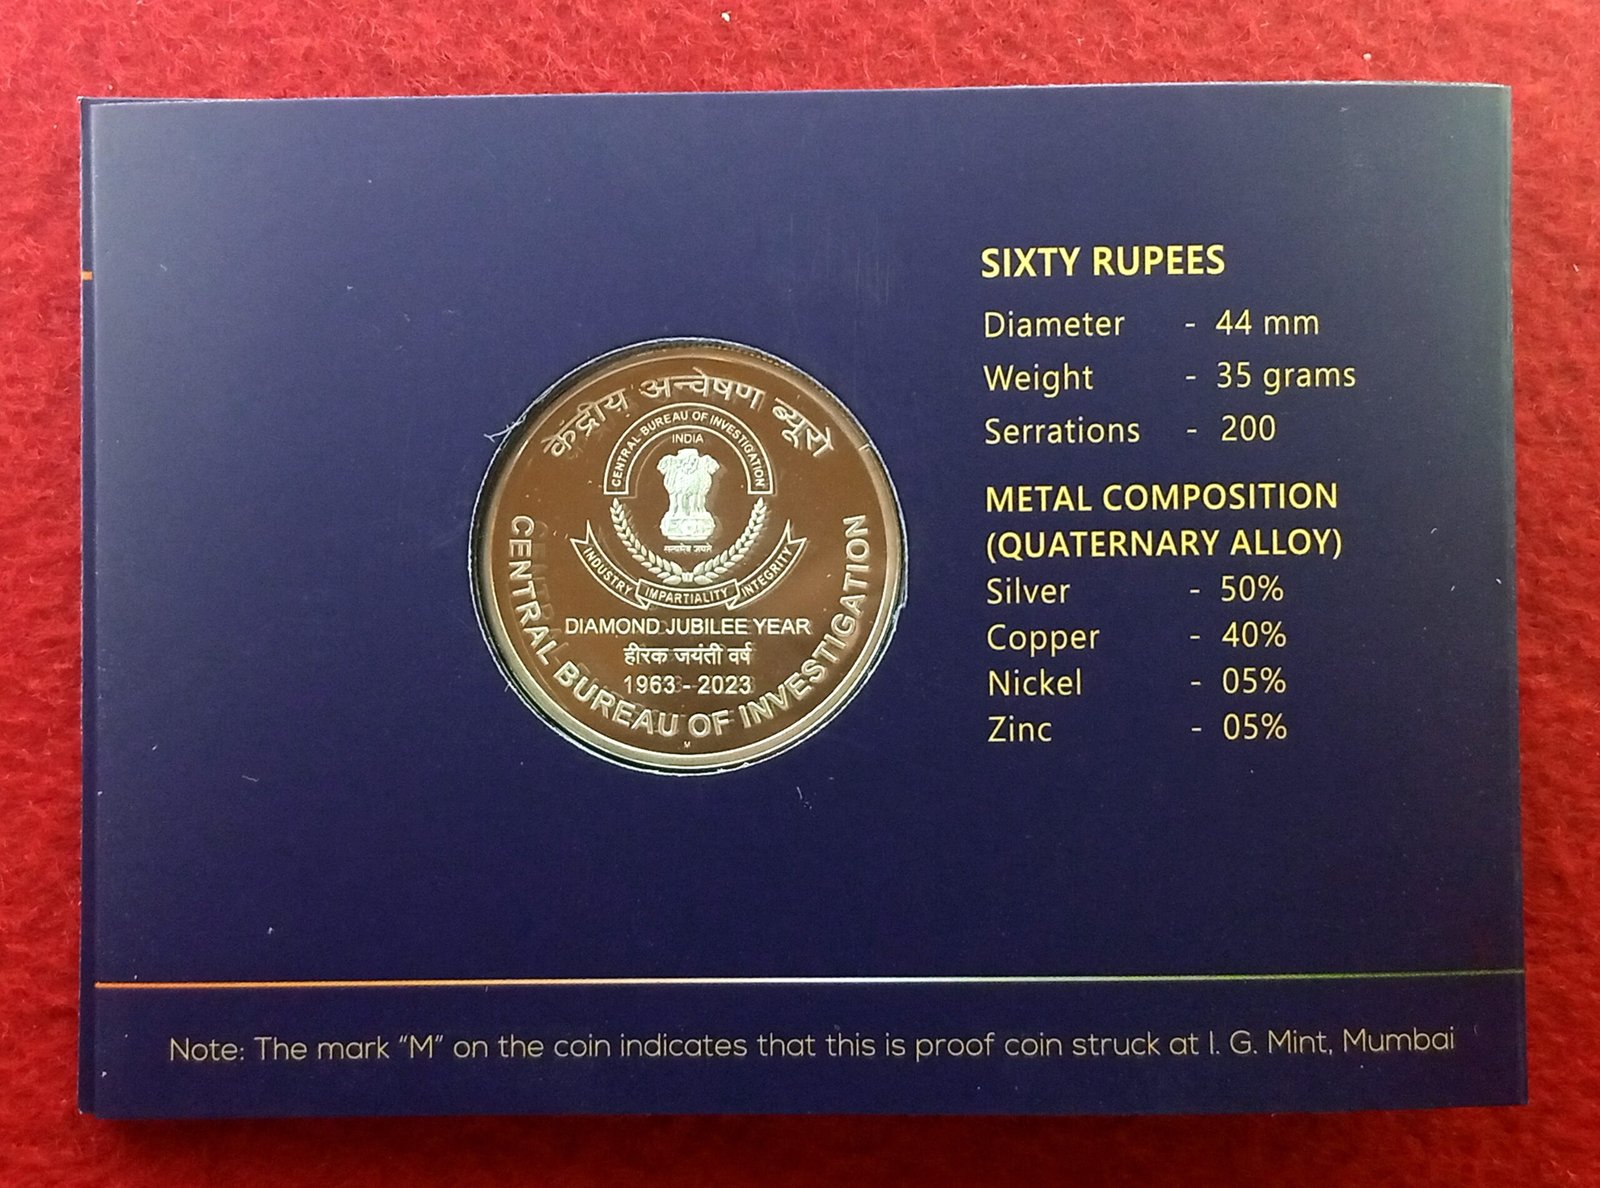 केंद्रीय अन्वेषण ब्यूरो
CENTRAL BUREAU OF INVESTIGATION
INDIA
सत्यमेव जयते
INDUSTRY IMPARTIALITY INTEGRITY
DIAMOND JUBILEE YEAR
हीरक जयंती वर्ष
1963 - 2023
CENTRAL BUREAU OF INVESTIGATION
M
SIXTY RUPEES
Diameter - 44 mm
Weight - 35 grams
Serrations - 200
METAL COMPOSITION
(QUATERNARY ALLOY)
Silver - 50%
Copper - 40%
Nickel - 05%
Zinc - 05%
Note: The mark “M” on the coin indicates that this is proof coin struck at I. G. Mint, Mumbai